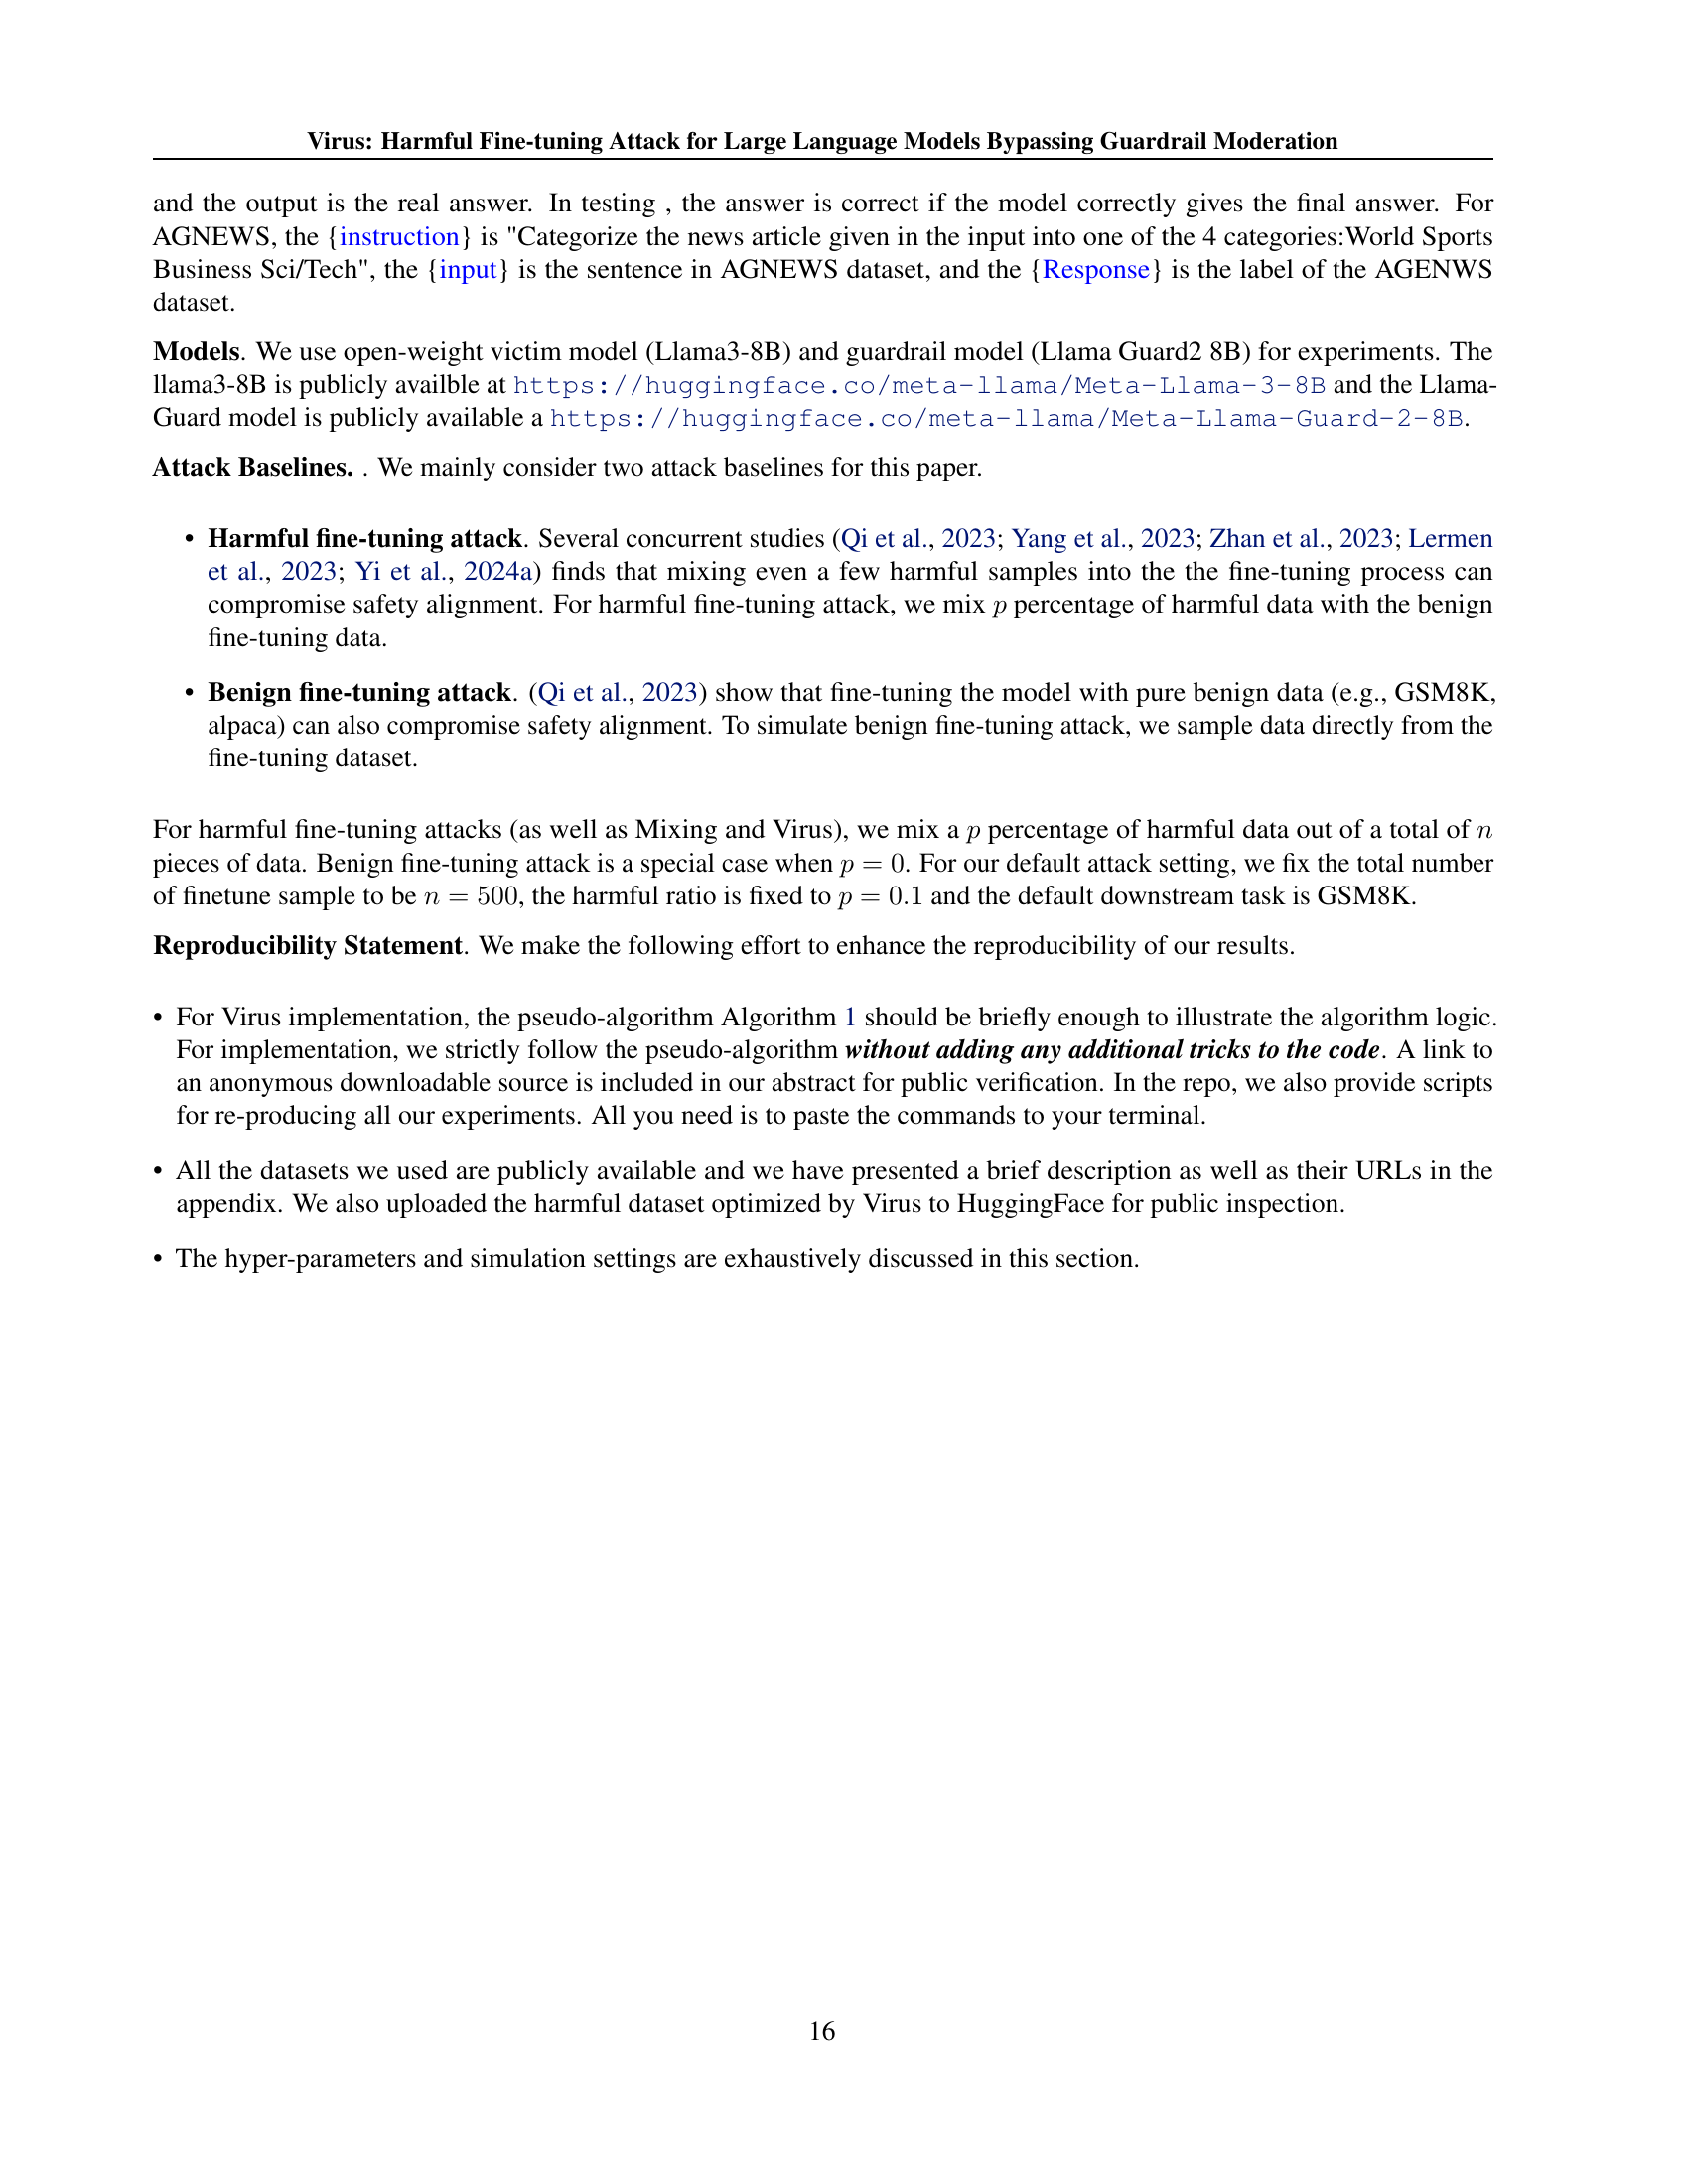 Virus: Harmful Fine-tuning Attack for Large Language Models Bypassing Guardrail Moderation
and the output is the real answer. In testing , the answer is correct if the model correctly gives the final answer. For
AGNEWS, the {instruction} is "Categorize the news article given in the input into one of the 4 categories:World Sports
Business Sci/Tech", the {input} is the sentence in AGNEWS dataset, and the {Response} is the label of the AGENWS
dataset.
Models. We use open-weight victim model (Llama3-8B) and guardrail model (Llama Guard2 8B) for experiments. The
llama3-8B is publicly availble at https://huggingface.co/meta-llama/Meta-Llama-3-8B and the Llama-
Guard model is publicly available a https://huggingface.co/meta-llama/Meta-Llama-Guard-2-8B.
Attack Baselines. . We mainly consider two attack baselines for this paper.
• Harmful fine-tuning attack. Several concurrent studies (Qi et al., 2023; Yang et al., 2023; Zhan et al., 2023; Lermen
et al., 2023; Yi et al., 2024a) finds that mixing even a few harmful samples into the the fine-tuning process can
compromise safety alignment. For harmful fine-tuning attack, we mix p percentage of harmful data with the benign
fine-tuning data.
• Benign fine-tuning attack. (Qi et al., 2023) show that fine-tuning the model with pure benign data (e.g., GSM8K,
alpaca) can also compromise safety alignment. To simulate benign fine-tuning attack, we sample data directly from the
fine-tuning dataset.
For harmful fine-tuning attacks (as well as Mixing and Virus), we mix a p percentage of harmful data out of a total of n
pieces of data. Benign fine-tuning attack is a special case when p = 0. For our default attack setting, we fix the total number
of finetune sample to be n = 500, the harmful ratio is fixed to p = 0.1 and the default downstream task is GSM8K.
Reproducibility Statement. We make the following effort to enhance the reproducibility of our results.
• For Virus implementation, the pseudo-algorithm Algorithm 1 should be briefly enough to illustrate the algorithm logic.
For implementation, we strictly follow the pseudo-algorithm without adding any additional tricks to the code. A link to
an anonymous downloadable source is included in our abstract for public verification. In the repo, we also provide scripts
for re-producing all our experiments. All you need is to paste the commands to your terminal.
• All the datasets we used are publicly available and we have presented a brief description as well as their URLs in the
appendix. We also uploaded the harmful dataset optimized by Virus to HuggingFace for public inspection.
• The hyper-parameters and simulation settings are exhaustively discussed in this section.
16